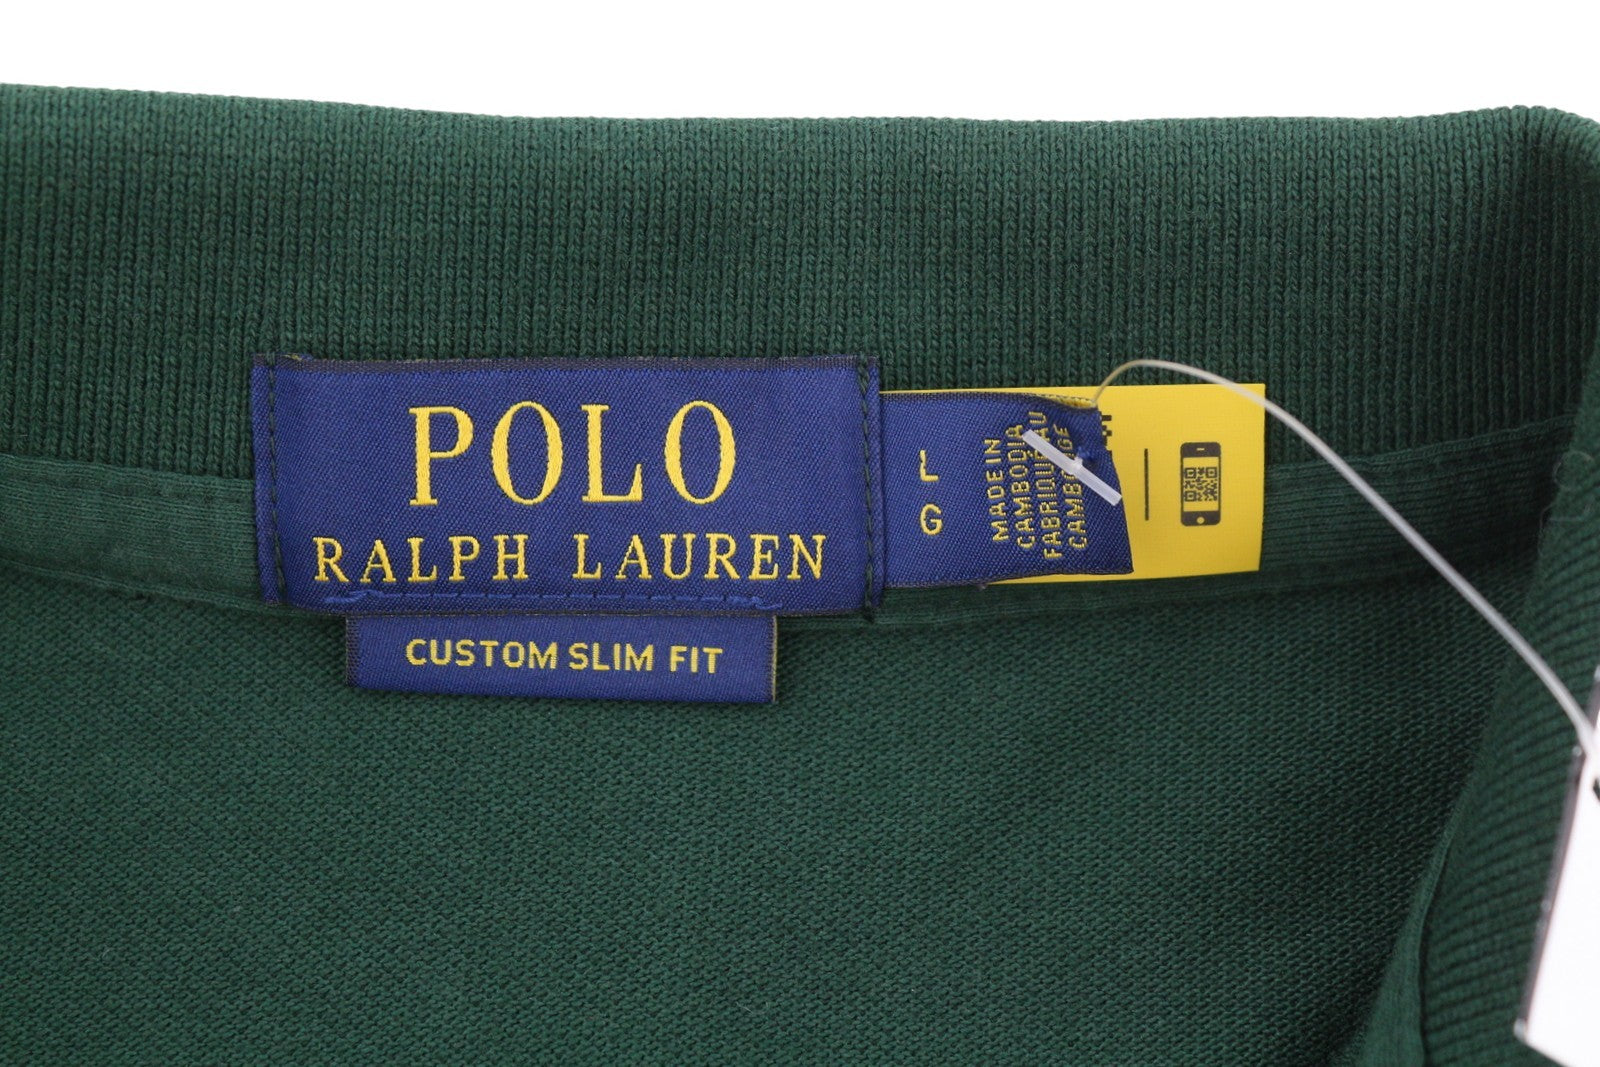 POLO
RALPH LAUREN
CUSTOM SLIM FIT
L
G
MADE IN
CAMBODIA
FABRIQUÉ AU
CAMBODGE